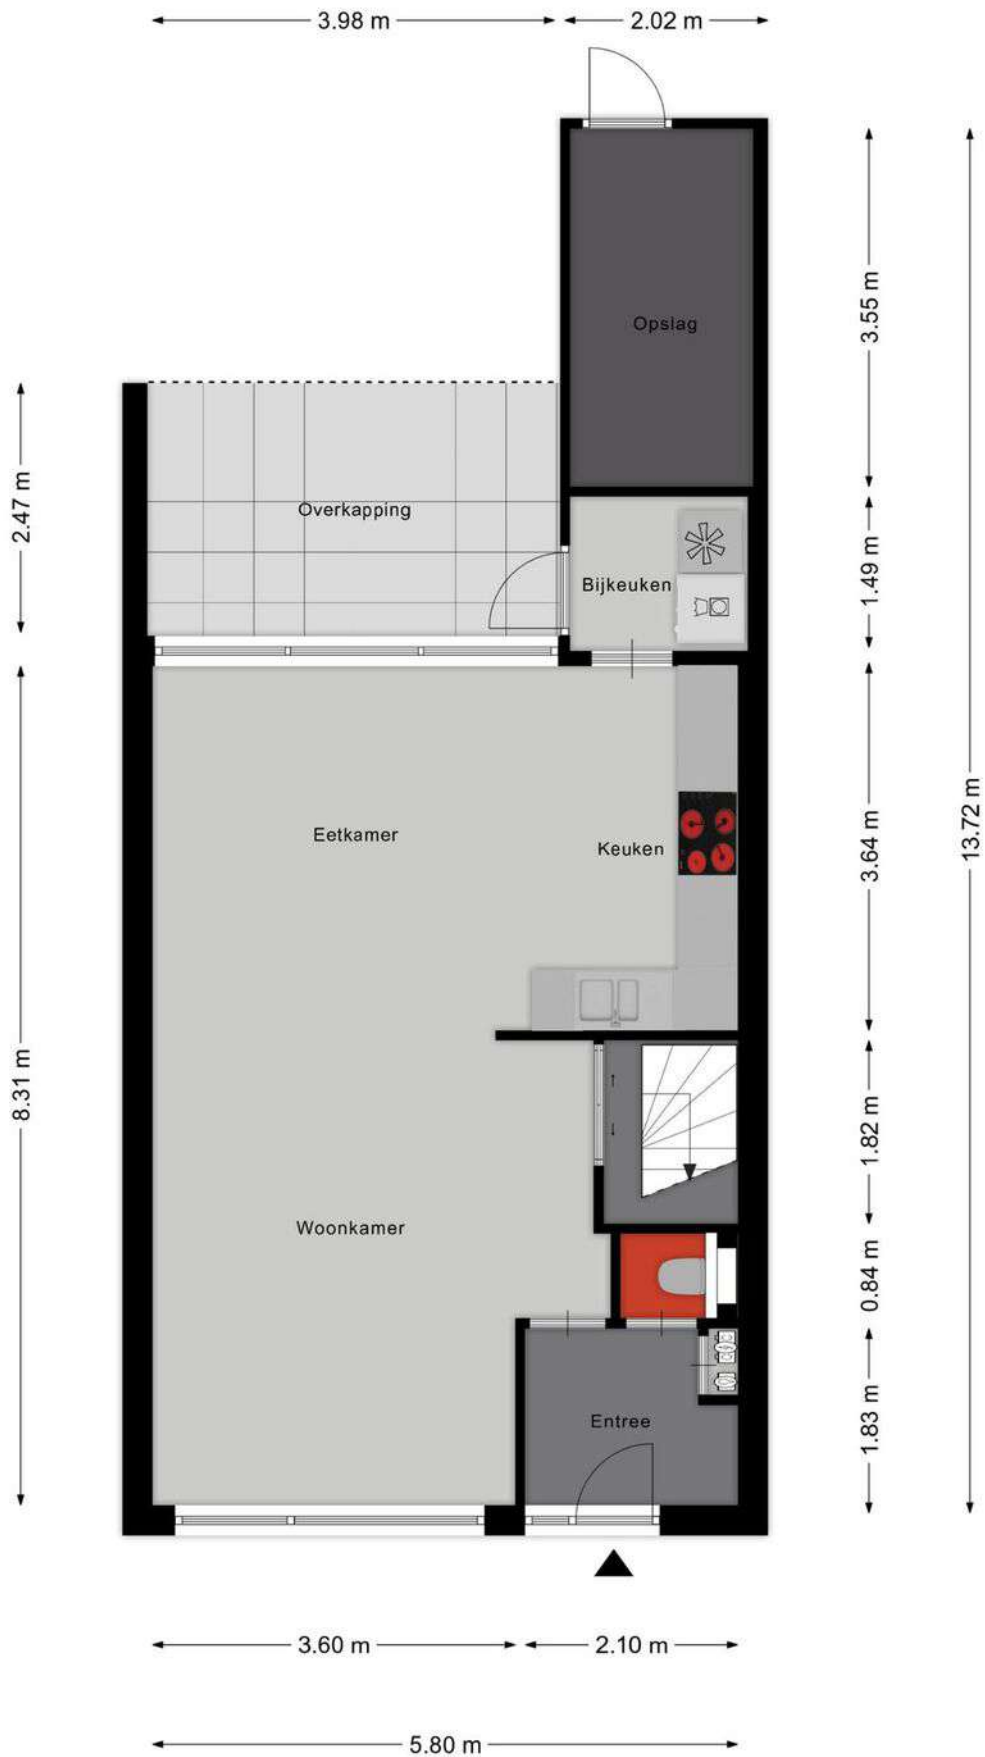 3.98 m
2.02 m
Opslag
3.55 m
2.47 m
Overkapping
Bijkeuken
1.49 m
13.72 m
Eetkamer
Keuken
3.64 m
8.31 m
1.82 m
Woonkamer
0.84 m
Entree
1.83 m
3.60 m
2.10 m
5.80 m